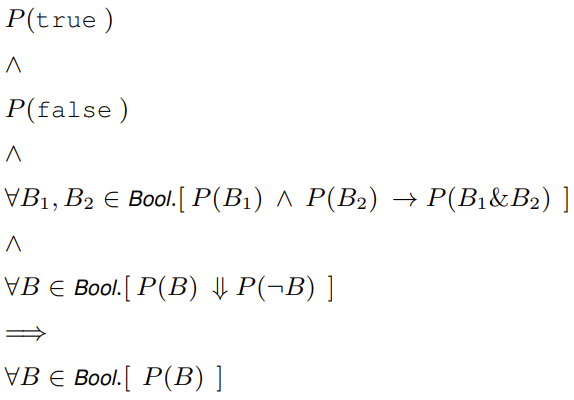 P(true )
∧
P(false )
∧
∀B₁, B₂ ∈ Bool.[ P(B₁) ∧ P(B₂) → P(B₁&B₂) ]
∧
∀B ∈ Bool.[ P(B) ⇓ P(¬B) ]
⟹
∀B ∈ Bool.[ P(B) ]